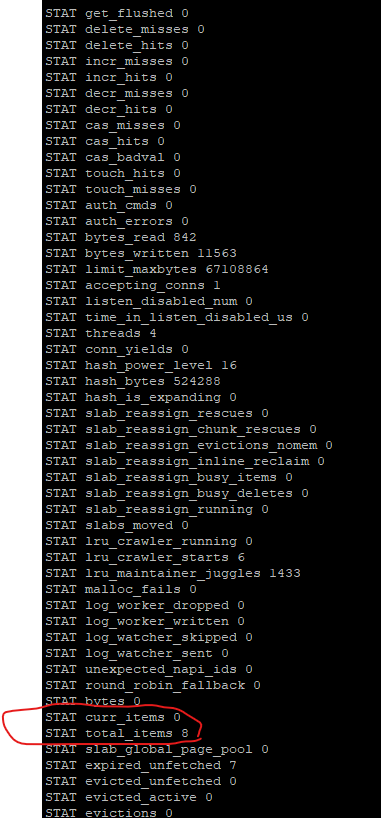 STAT get_flushed 0
STAT delete_misses 0
STAT delete_hits 0
STAT incr_misses 0
STAT incr_hits 0
STAT decr_misses 0
STAT decr_hits 0
STAT cas_misses 0
STAT cas_hits 0
STAT cas_badval 0
STAT touch_hits 0
STAT touch_misses 0
STAT auth_cmds 0
STAT auth_errors 0
STAT bytes_read 842
STAT bytes_written 11563
STAT limit_maxbytes 67108864
STAT accepting_conns 1
STAT listen_disabled_num 0
STAT time_in_listen_disabled_us 0
STAT threads 4
STAT conn_yields 0
STAT hash_power_level 16
STAT hash_bytes 524288
STAT hash_is_expanding 0
STAT slab_reassign_rescues 0
STAT slab_reassign_chunk_rescues 0
STAT slab_reassign_evictions_nomem 0
STAT slab_reassign_inline_reclaim 0
STAT slab_reassign_busy_items 0
STAT slab_reassign_busy_deletes 0
STAT slab_reassign_running 0
STAT slabs_moved 0
STAT lru_crawler_running 0
STAT lru_crawler_starts 6
STAT lru_maintainer_juggles 1433
STAT malloc_fails 0
STAT log_worker_dropped 0
STAT log_worker_written 0
STAT log_watcher_skipped 0
STAT log_watcher_sent 0
STAT unexpected_napi_ids 0
STAT round_robin_fallback 0
STAT bytes 0
STAT curr_items 0
STAT total_items 8
STAT slab_global_page_pool 0
STAT expired_unfetched 7
STAT evicted_unfetched 0
STAT evicted_active 0
STAT evictions 0